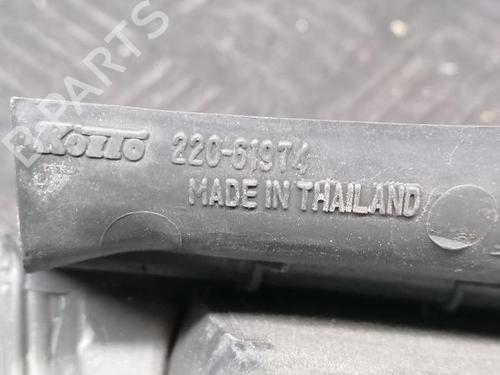 B-PARTS
KOITO 220-61974
MADE IN THAILAND